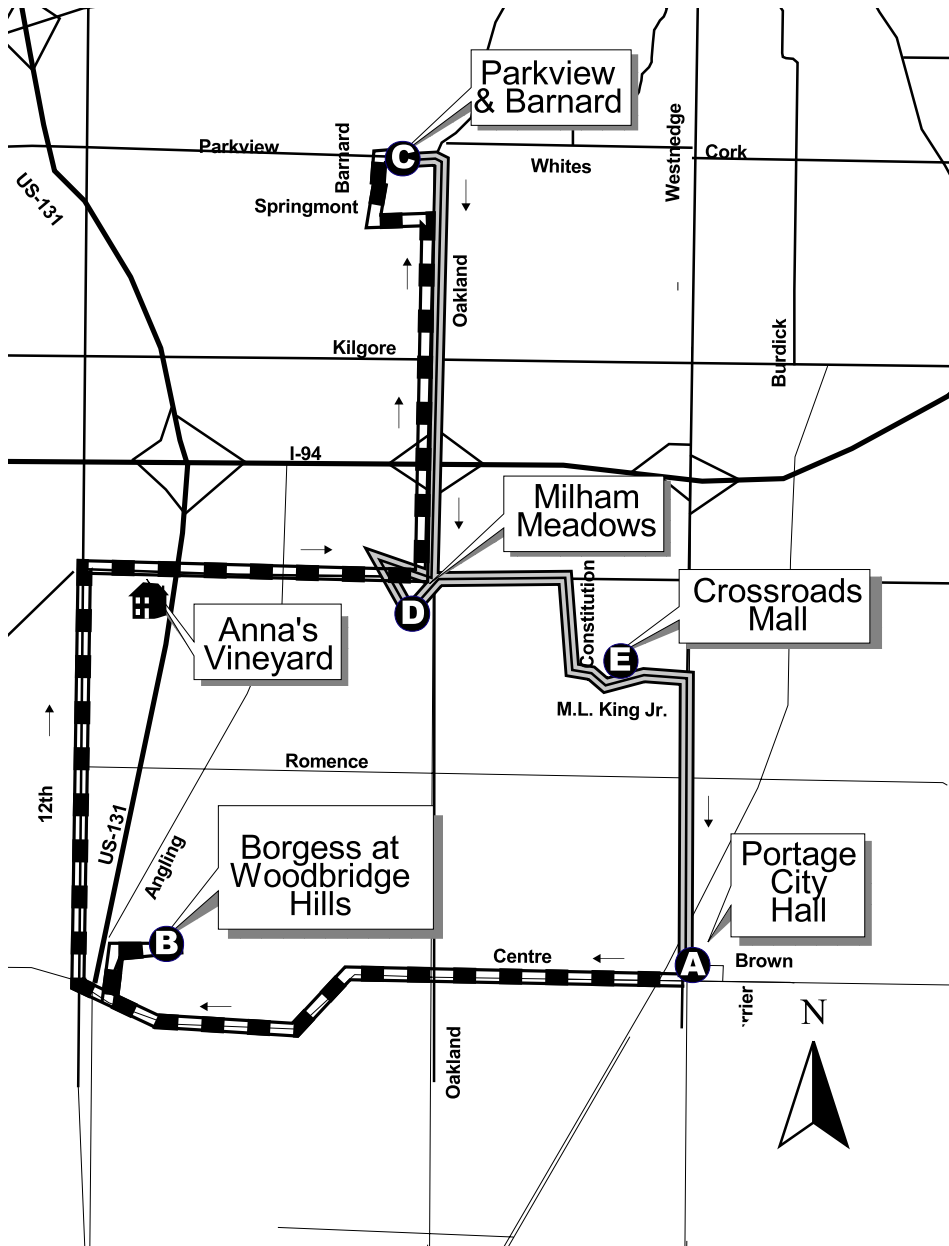 Parkview
& Barnard
Parkview
Barnard
Whites
Westnedge
Cork
US-131
Springmont
Oakland
Kilgore
Burdick
I-94
Milham
Meadows
Constitution
Crossroads
Mall
Anna's
Vineyard
C
D
E
M.L. King Jr.
Romence
12th
US-131
Angling
Borgess at
Woodbridge
Hills
B
Portage
City
Hall
Centre
A
Brown
Oakland
N